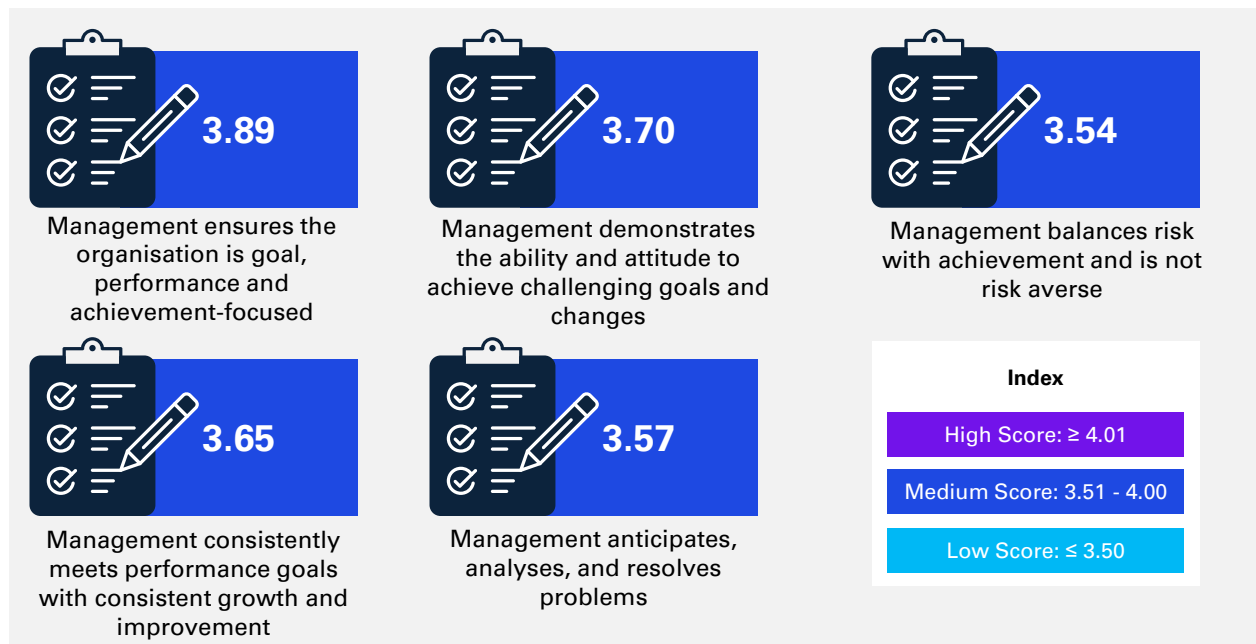 3.89
Management ensures the
organisation is goal,
performance and
achievement-focused
3.70
Management demonstrates
the ability and attitude to
achieve challenging goals and
changes
3.54
Management balances risk
with achievement and is not
risk averse
3.65
Management consistently
meets performance goals
with consistent growth and
improvement
3.57
Management anticipates,
analyses, and resolves
problems
Index
High Score: ≥ 4.01
Medium Score: 3.51 - 4.00
Low Score: ≤ 3.50